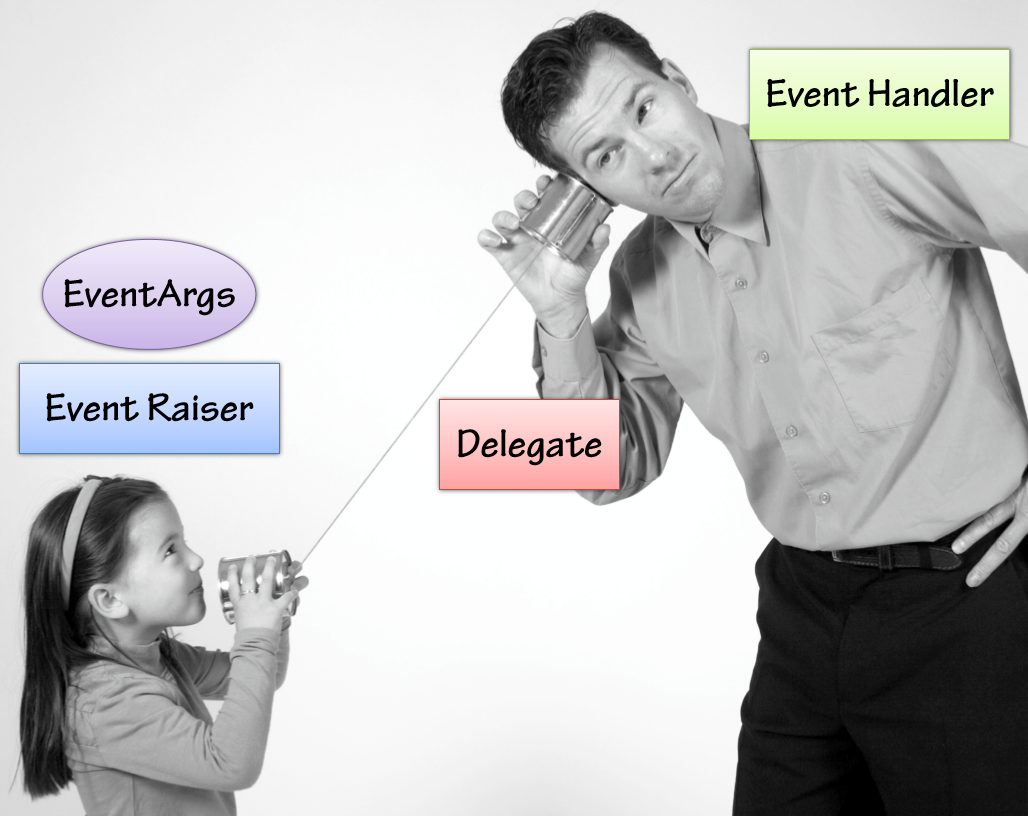 Event Handler
EventArgs
Event Raiser
Delegate